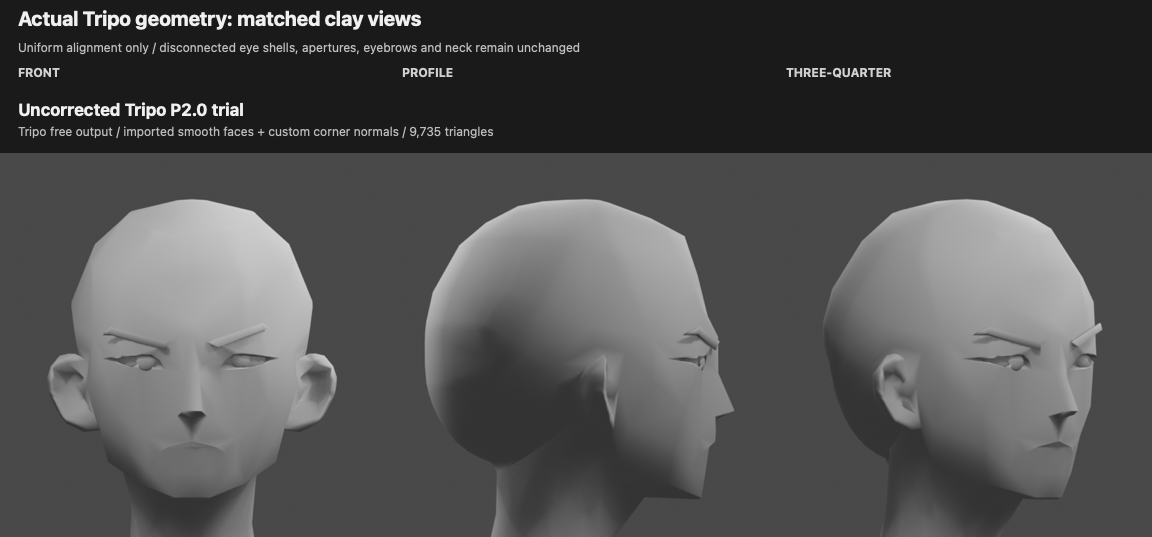 Actual Tripo geometry: matched clay views
Uniform alignment only / disconnected eye shells, apertures, eyebrows and neck remain unchanged
FRONT PROFILE THREE-QUARTER
Uncorrected Tripo P2.0 trial
Tripo free output / imported smooth faces + custom corner normals / 9,735 triangles